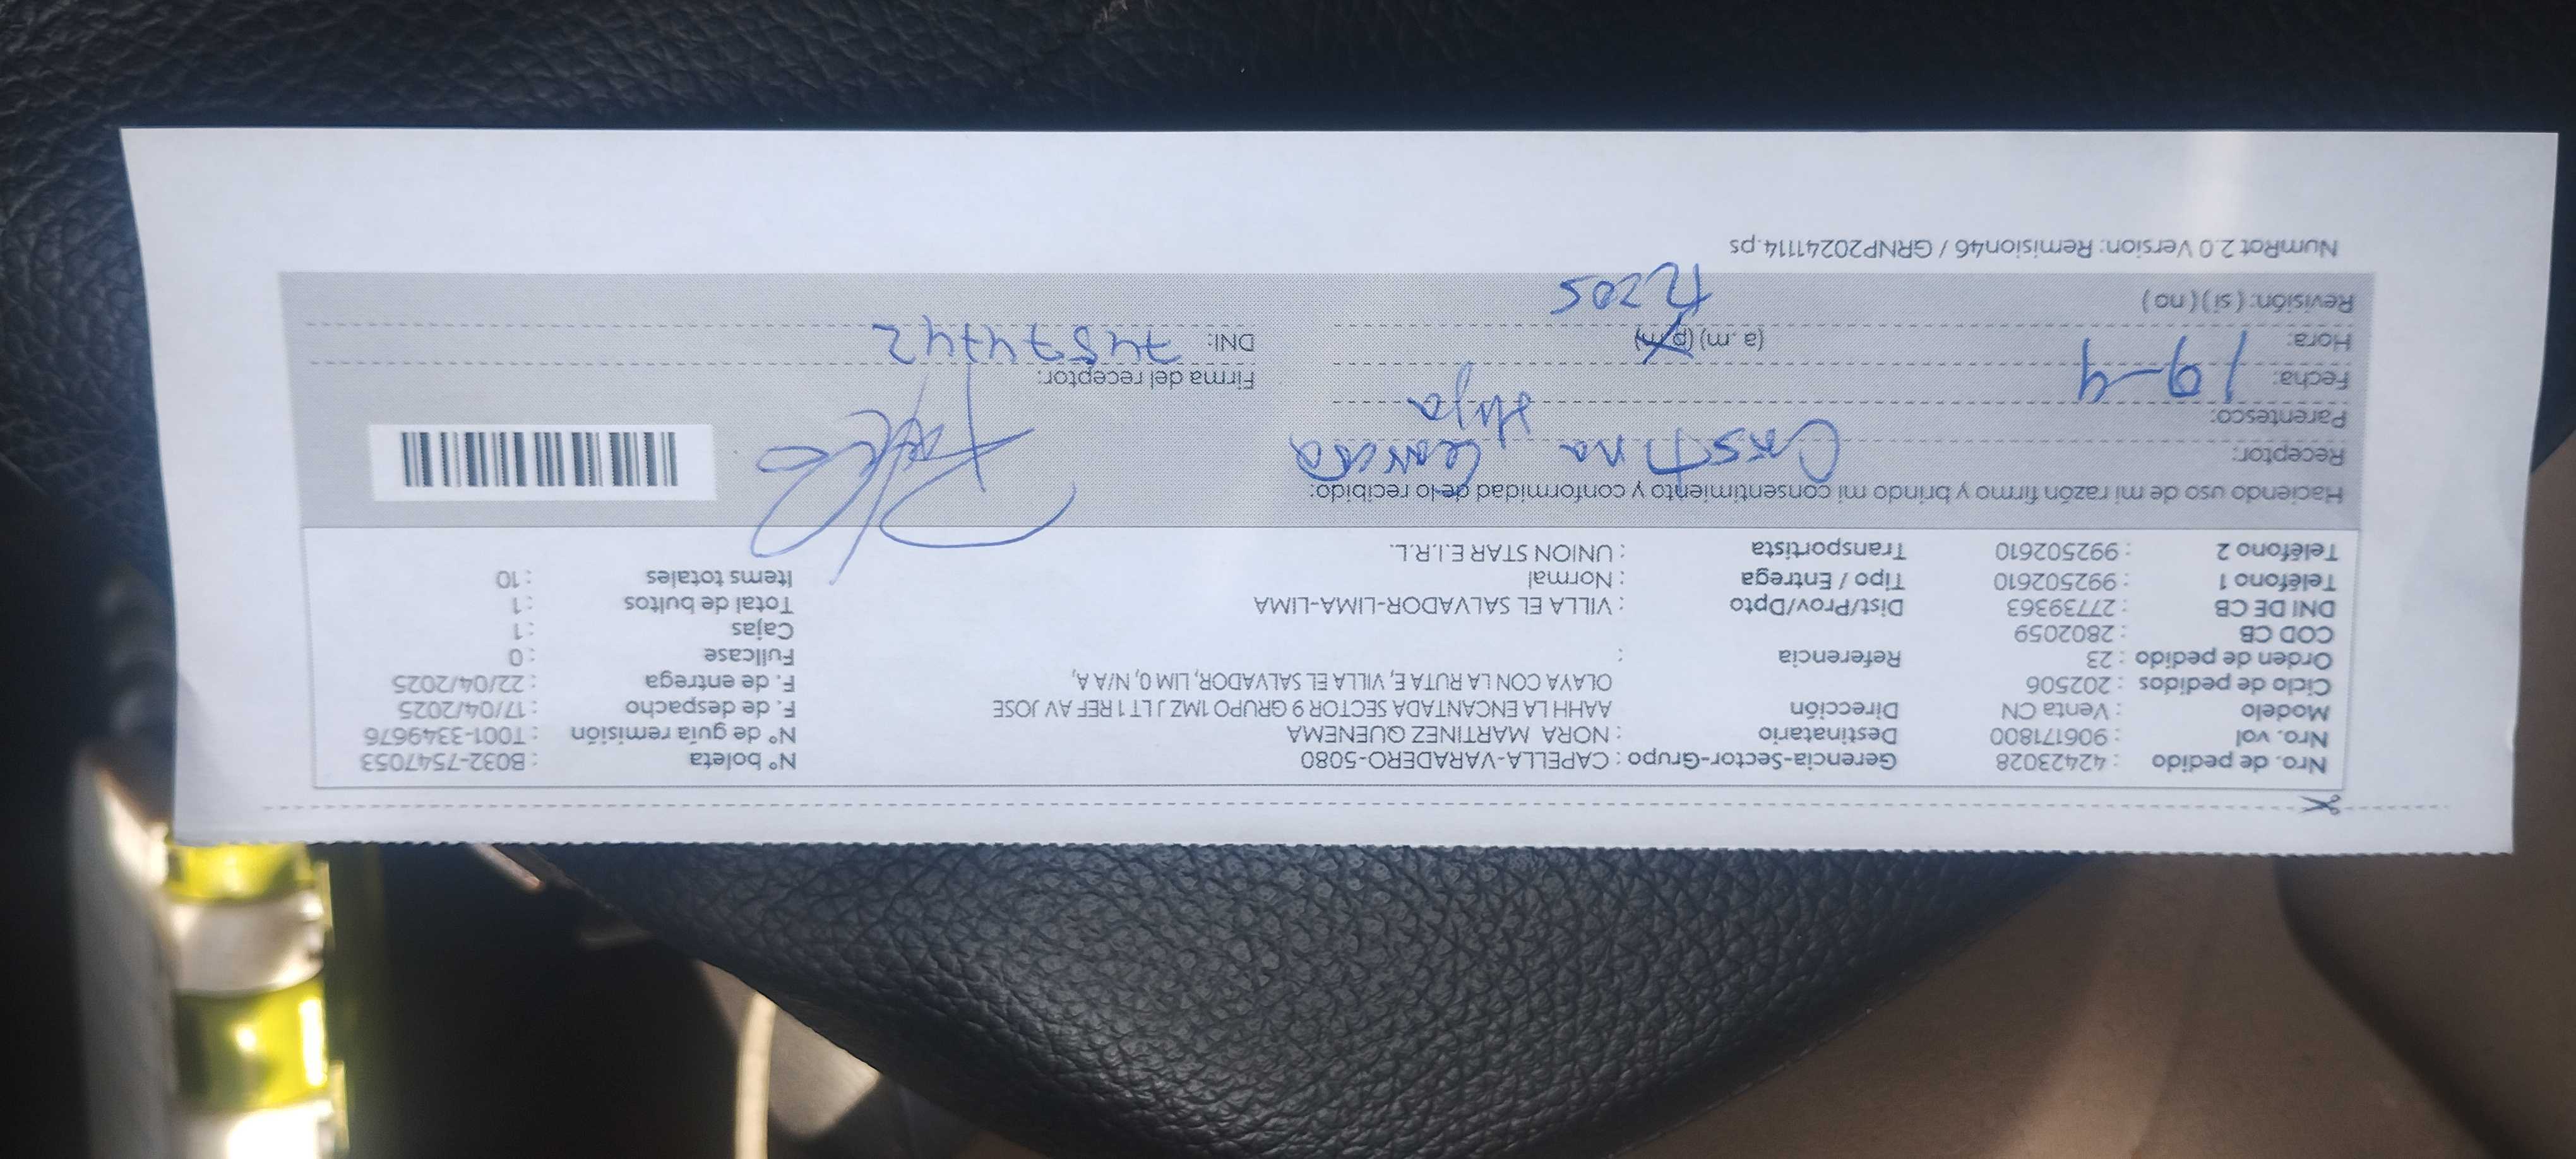 Nro. de pedido : 42423028 Gerencia-Sector-Grupo : CAPELLA-VARADERO-5080 N° boleta : B032-7547053
Nro. vol : 906171800 Destinatario : NORA MARTINEZ QUENEMA N° de guía remisión : T001-3349676
Modelo : Venta CN Dirección AAHH LA ENCANTADA SECTOR 9 GRUPO 1MZ J LT 1 REF AV JOSE F. de despacho : 17/04/2025
Ciclo de pedidos : 202506 OLAYA CON LA RUTA E, VILLA EL SALVADOR, LIM 0, N/A A, F. de entrega : 22/04/2025
Orden de pedido : 23 Referencia : Fullcase : 0
COD CB : 2802059 Cajas : 1
DNI DE CB : 27739363 Dist/Prov/Dpto : VILLA EL SALVADOR-LIMA-LIMA Total de bultos : 1
Teléfono 1 : 992502610 Tipo / Entrega : Normal Items totales : 10
Teléfono 2 : 992502610 Transportista : UNION STAR E.I.R.L.
Haciendo uso de mi razón firmo y brindo mi consentimiento y conformidad de lo recibido:
Receptor:
Parentesco: Hija
Fecha: 19-4 Firma del receptor:
Hora: (a .m) (p.m) DNI: 74574742
Revisión: ( si) ( no )
NumRot 2.0 Version: Remision46 / GRNP20241114.ps